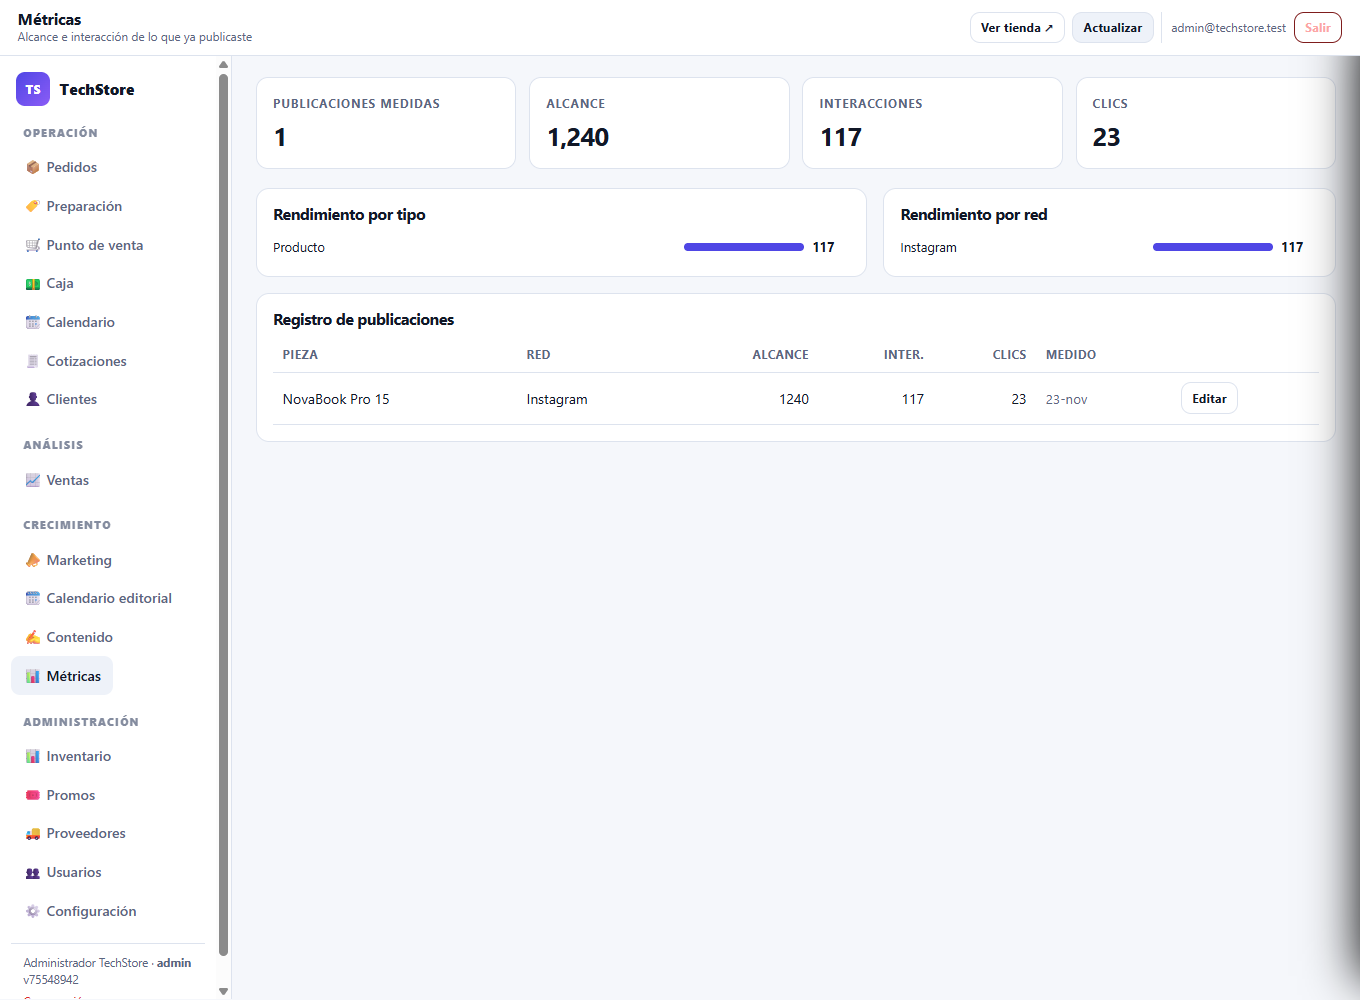 Métricas
Alcance e interacción de lo que ya publicaste
Ver tienda ↗
Actualizar
admin@techstore.test
Salir
TS
TechStore
OPERACIÓN
Pedidos
Preparación
Punto de venta
Caja
Calendario
Cotizaciones
Clientes
ANÁLISIS
Ventas
CRECIMIENTO
Marketing
Calendario editorial
Contenido
Métricas
ADMINISTRACIÓN
Inventario
Promos
Proveedores
Usuarios
Configuración
Administrador TechStore · admin
v75548942
PUBLICACIONES MEDIDAS
1
ALCANCE
1,240
INTERACCIONES
117
CLICS
23
Rendimiento por tipo
Producto 117
Rendimiento por red
Instagram 117
Registro de publicaciones
PIEZA RED ALCANCE INTER. CLICS MEDIDO
NovaBook Pro 15 Instagram 1240 117 23 23-nov Editar